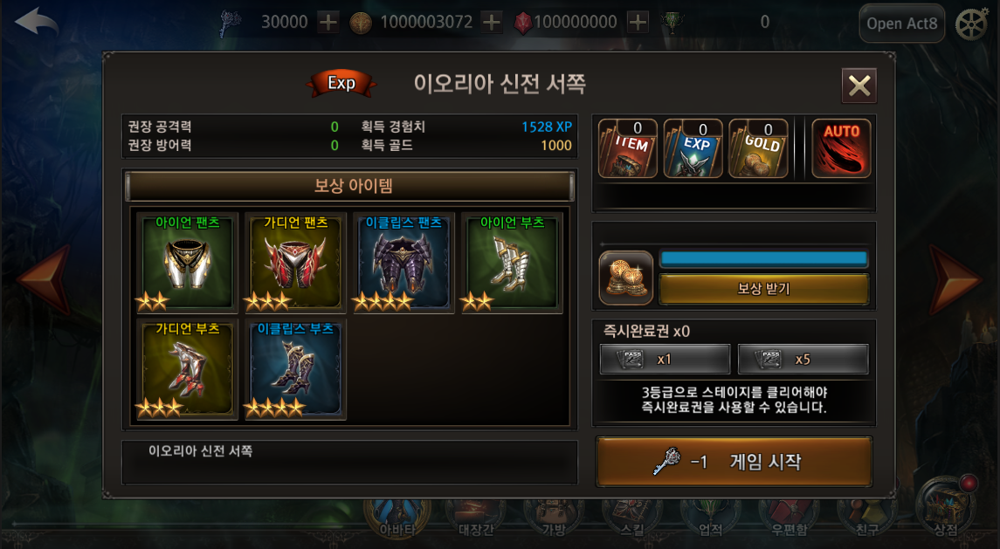 30000
1000003072
100000000
0
Open Act8
Exp
이오리아 신전 서쪽
권장 공격력 0 획득 경험치 1528 XP
권장 방어력 0 획득 골드 1000
0 0 0
ITEM EXP GOLD AUTO
보상 아이템
아이언 팬츠 가디언 팬츠 이클립스 팬츠 아이언 부츠
가디언 부츠 이클립스 부츠
보상 받기
즉시완료권 x0
PASS x1 PASS x5
3등급으로 스테이지를 클리어해야
즉시완료권을 사용할 수 있습니다.
이오리아 신전 서쪽
-1 게임 시작
아바타 대장간 가방 스킬 업적 우편함 친구 상점